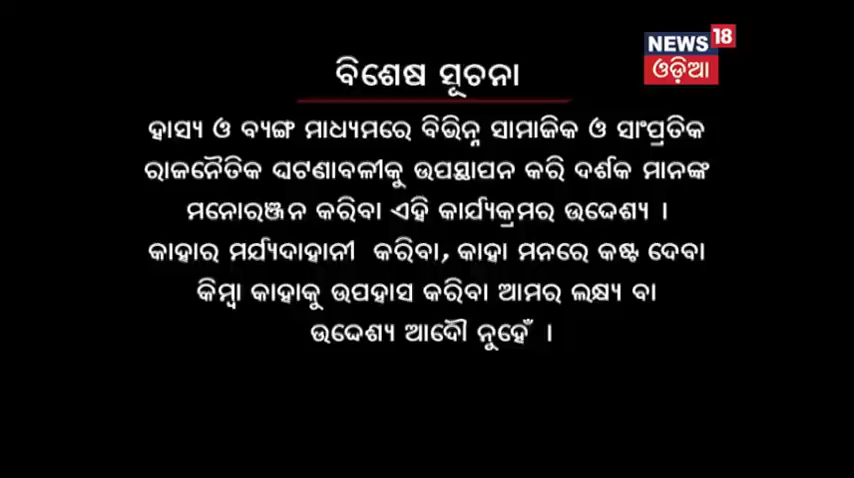 NEWS 18
ଓଡ଼ିଆ
ବିଶେଷ ସୂଚନା
ହାସ୍ୟ ଓ ବ୍ୟଙ୍ଗ ମାଧ୍ୟମରେ ବିଭିନ୍ନ ସାମାଜିକ ଓ ସାଂପ୍ରତିକ
ରାଜନୈତିକ ଘଟଣାବଳୀକୁ ଉପସ୍ଥାପନ କରି ଦର୍ଶକ ମାନଙ୍କ
ମନୋରଞ୍ଜନ କରିବା ଏହି କାର୍ଯ୍ୟକ୍ରମର ଉଦ୍ଦେଶ୍ୟ ।
କାହାର ମର୍ଯ୍ୟଦାହାନୀ କରିବା, କାହା ମନରେ କଷ୍ଟ ଦେବା
କିମ୍ବା କାହାକୁ ଉପହାସ କରିବା ଆମର ଲକ୍ଷ୍ୟ ବା
ଉଦ୍ଦେଶ୍ୟ ଆଦୌ ନୁହେଁ ।